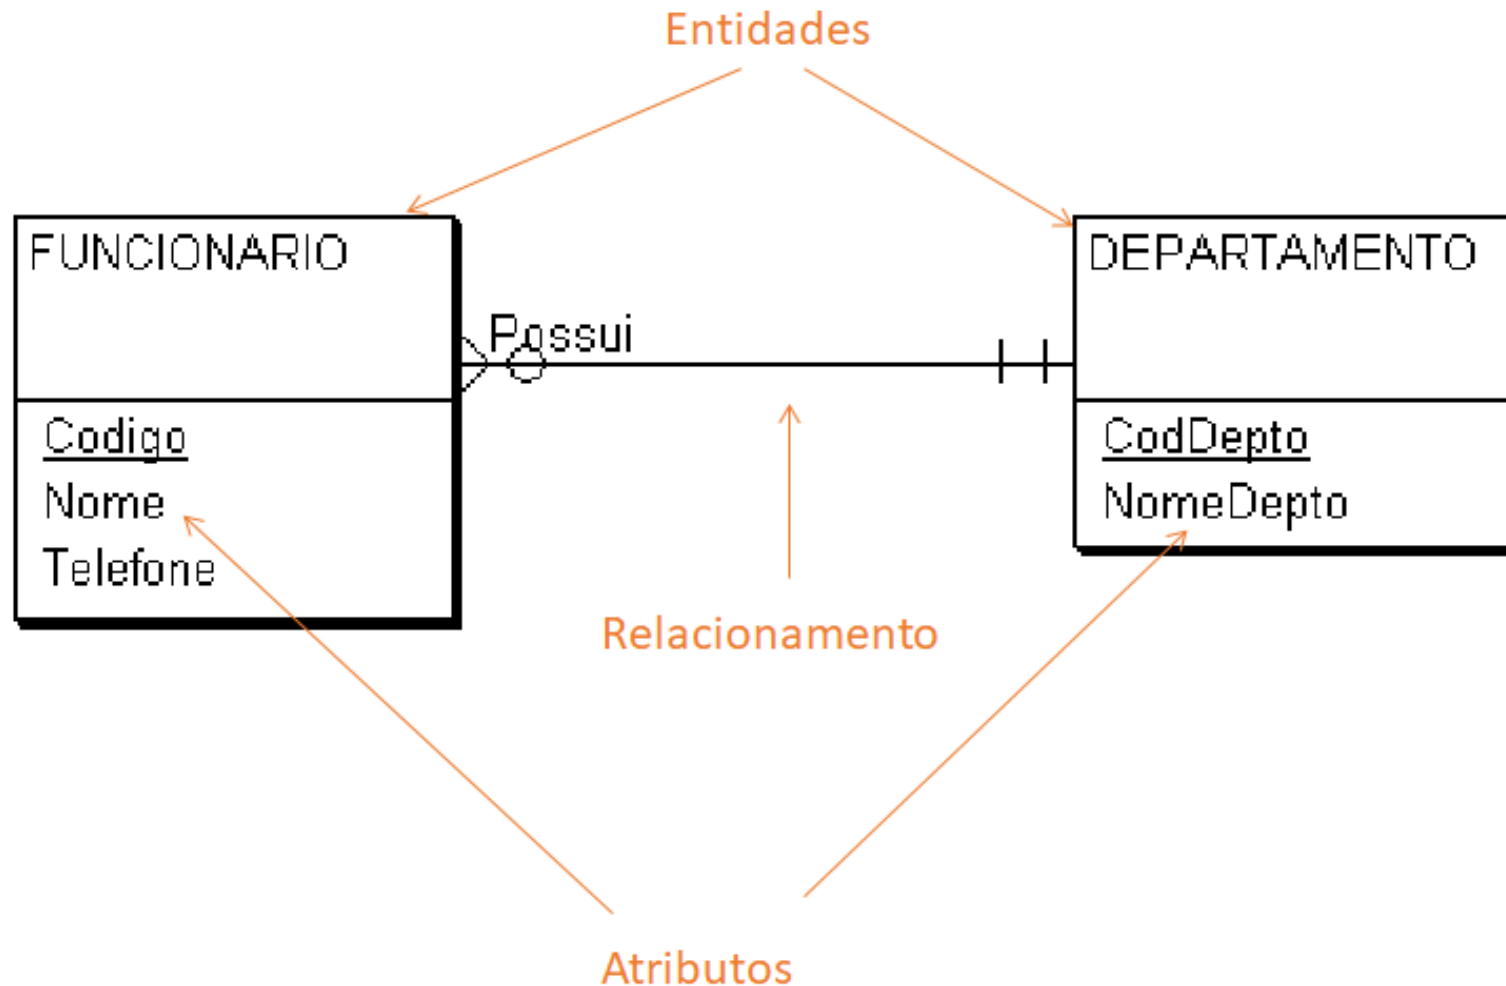 Entidades
FUNCIONARIO
DEPARTAMENTO
Possui
Codigo
Nome
Telefone
CodDepto
NomeDepto
Relacionamento
Atributos